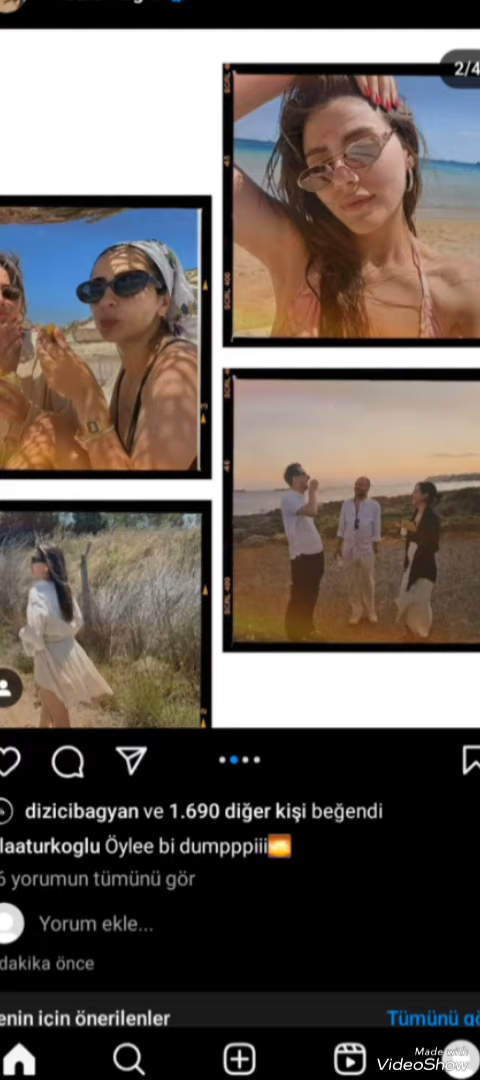 2/4
dizicibagyan ve 1.690 diğer kişi beğendi
laaturkoglu Öylee bi dumpppiii
6 yorumun tümünü gör
Yorum ekle...
dakika önce
enin için önerilenler
Tümünü gö
Made with
VideoShow